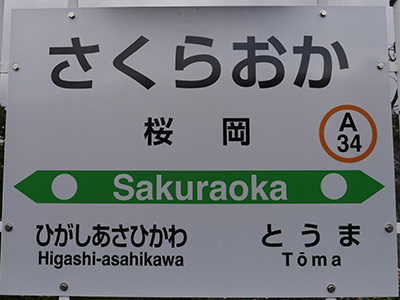 さくらおか
桜岡
A
34
Sakuraoka
ひがしあさひかわ
Higashi-asahikawa
とうま
Tōma